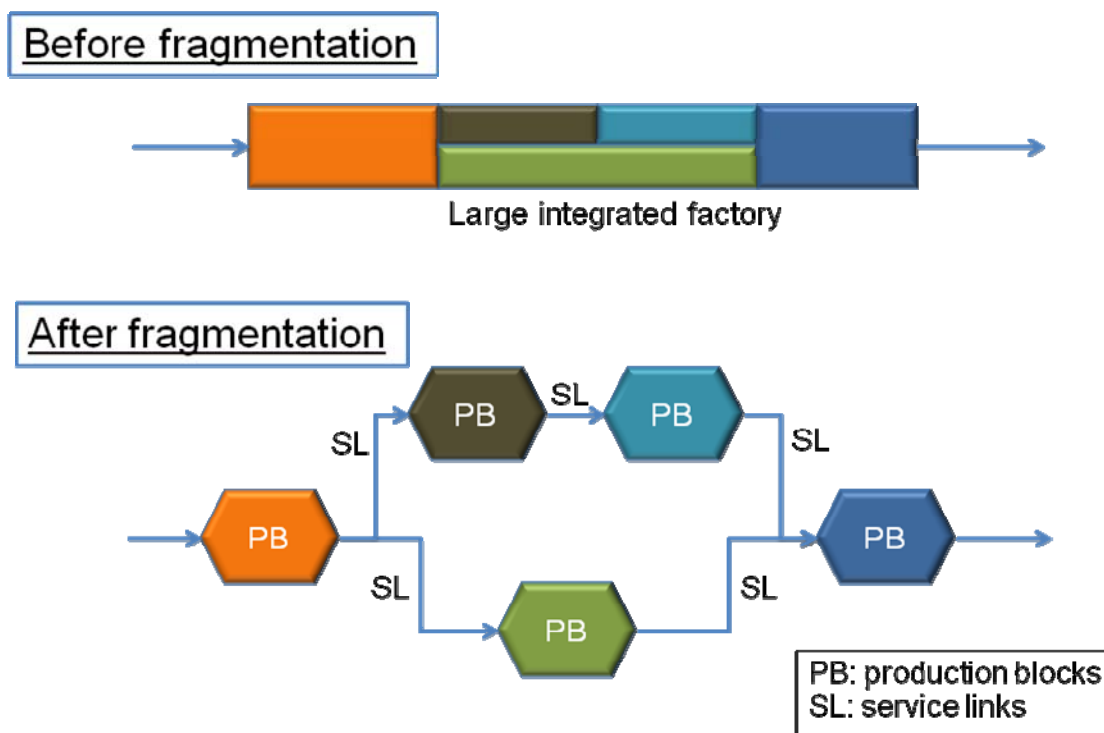 Before fragmentation
Large integrated factory
After fragmentation
PB
SL
PB
SL
SL
PB
PB
SL
SL
PB
PB: production blocks
SL: service links